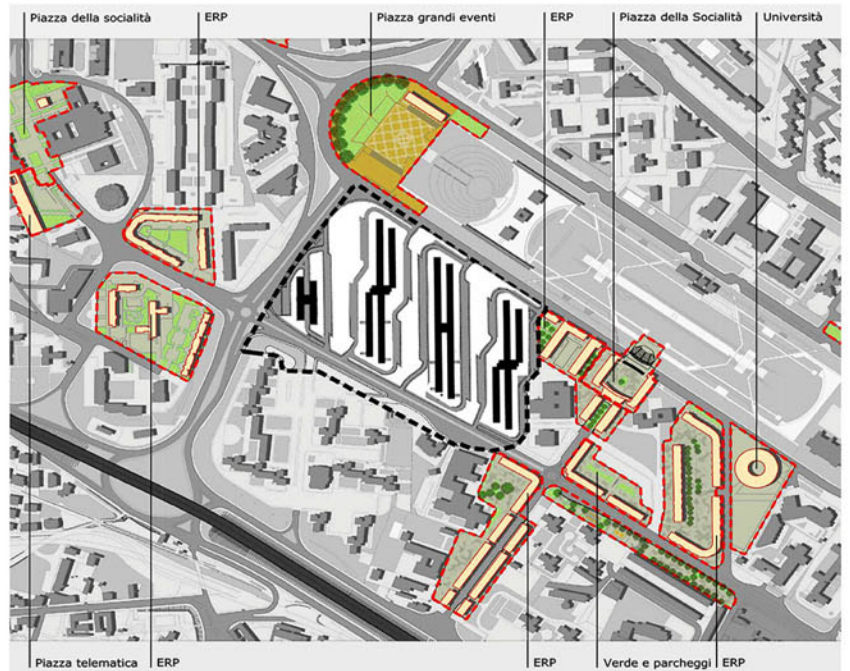 Piazza della socialità
ERP
Piazza grandi eventi
ERP
Piazza della Socialità
Università
Piazza telematica
ERP
ERP
Verde e parcheggi
ERP